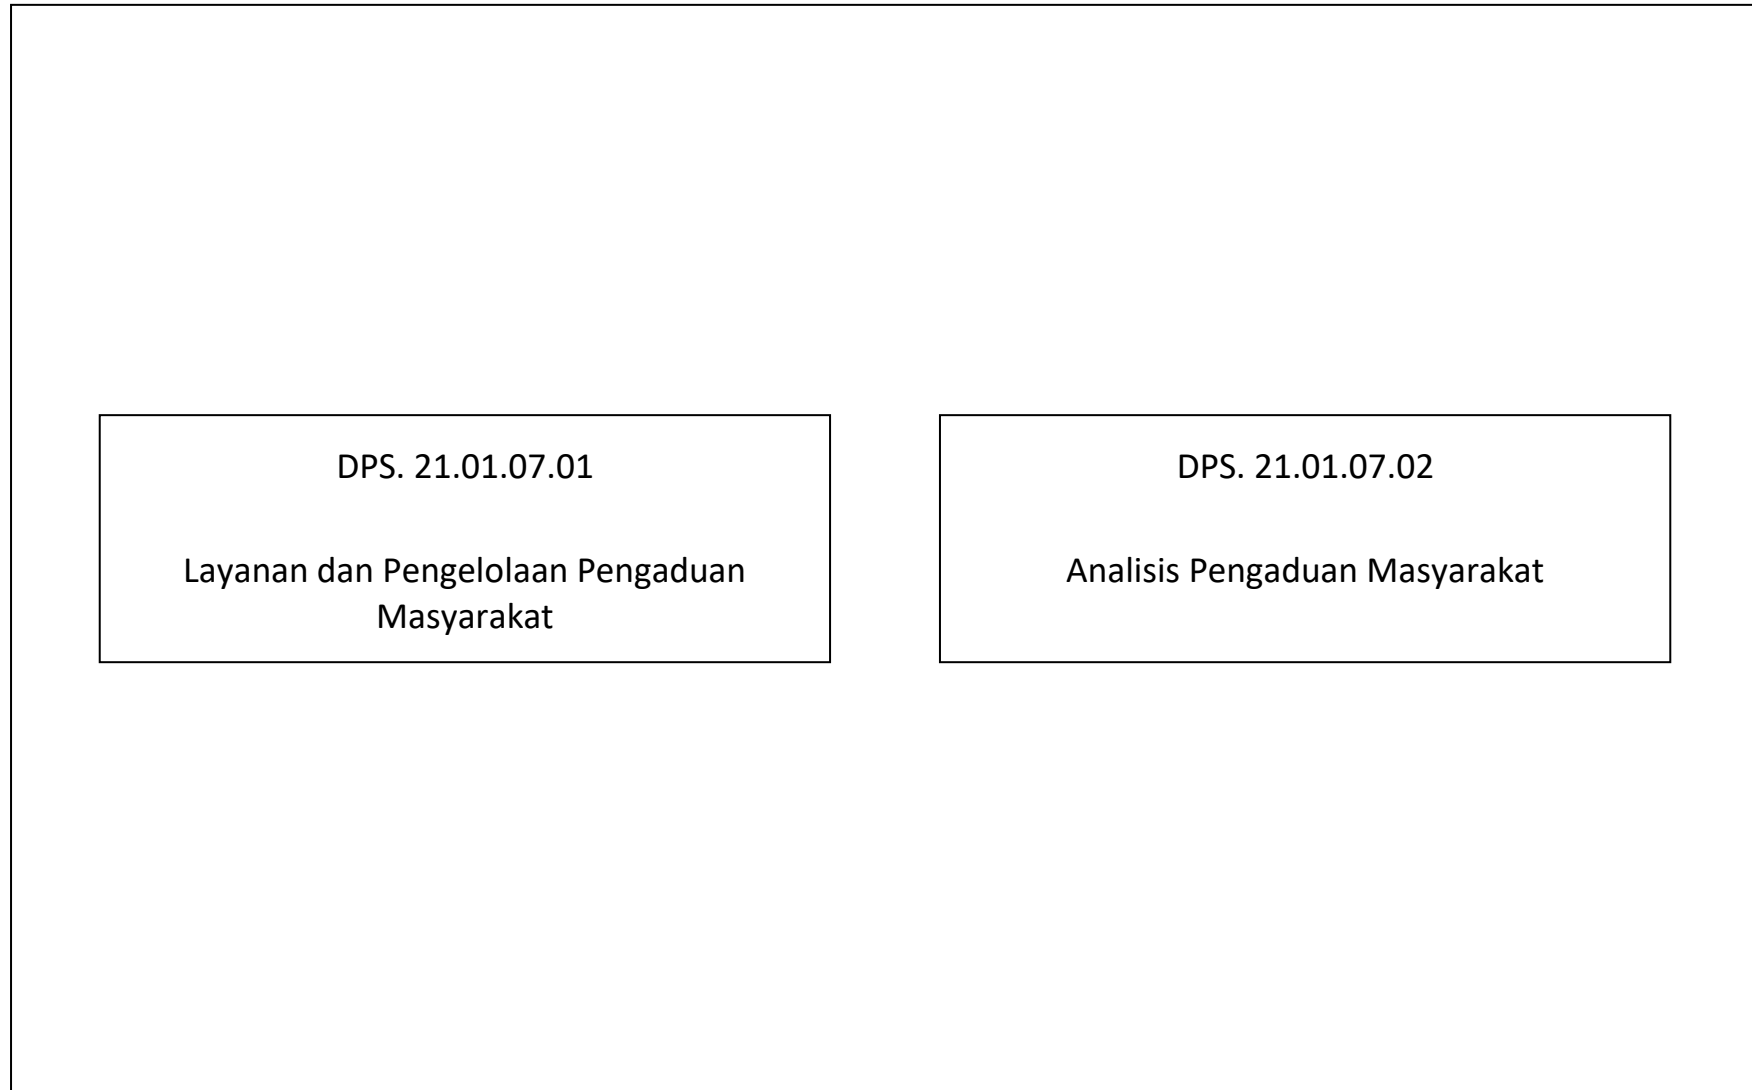 DPS. 21.01.07.01
Layanan dan Pengelolaan Pengaduan
Masyarakat
DPS. 21.01.07.02
Analisis Pengaduan Masyarakat